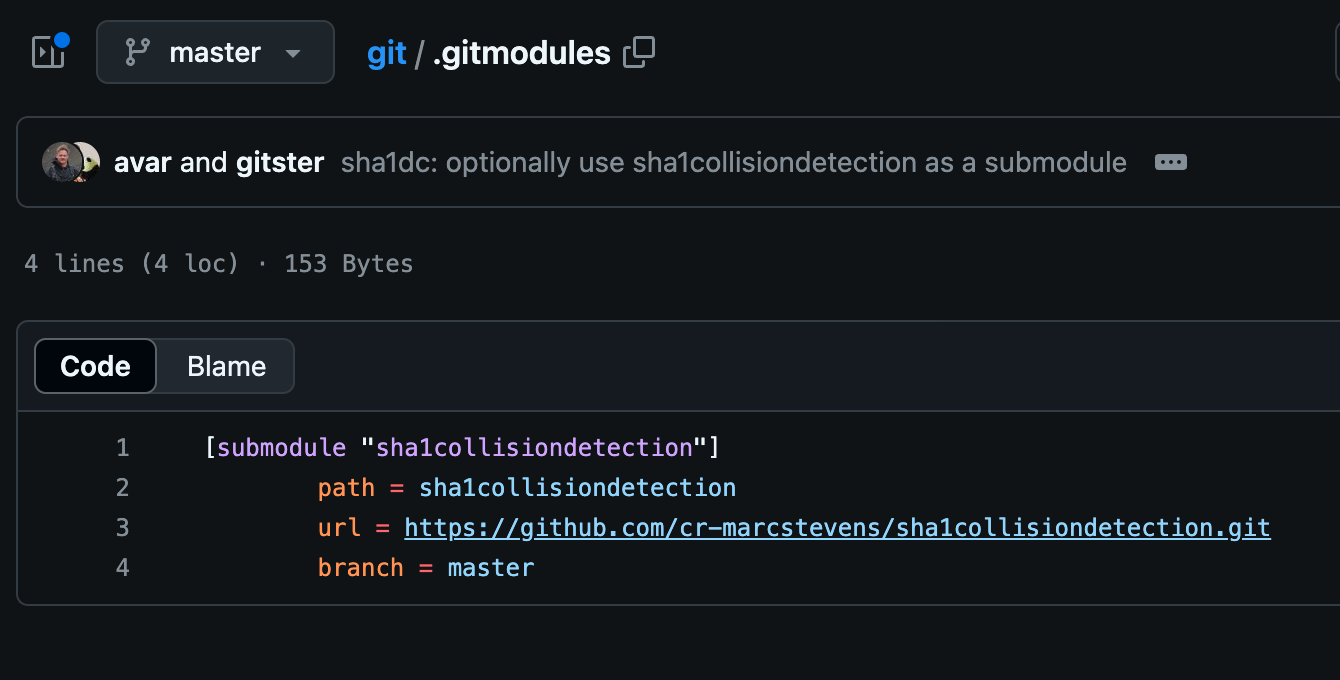 master git / .gitmodules
avar and gitster sha1dc: optionally use sha1collisiondetection as a submodule
4 lines (4 loc) · 153 Bytes
Code Blame
1 [submodule "sha1collisiondetection"]
2 path = sha1collisiondetection
3 url = https://github.com/cr-marcstevens/sha1collisiondetection.git
4 branch = master